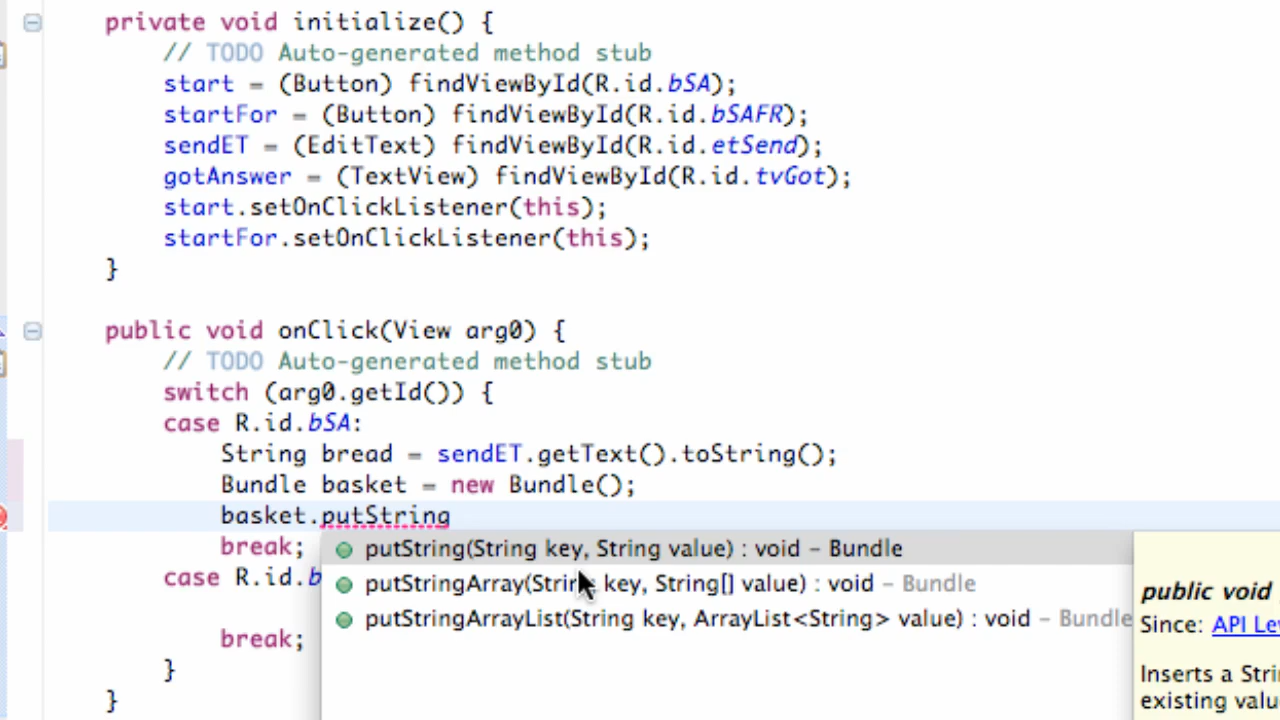 private void initialize() {
// TODO Auto-generated method stub
start = (Button) findViewById(R.id.bSA);
startFor = (Button) findViewById(R.id.bSAFR);
sendET = (EditText) findViewById(R.id.etSend);
gotAnswer = (TextView) findViewById(R.id.tvGot);
start.setOnClickListener(this);
startFor.setOnClickListener(this);
}
public void onClick(View arg0) {
// TODO Auto-generated method stub
switch (arg0.getId()) {
case R.id.bSA:
String bread = sendET.getText().toString();
Bundle basket = new Bundle();
basket.putString
break;
case R.id.b
break;
}
}
putString(String key, String value) : void - Bundle
putStringArray(String key, String[] value) : void - Bundle
putStringArrayList(String key, ArrayList<String> value) : void - Bundle
public void
Since: API Le
Inserts a Stri
existing valu